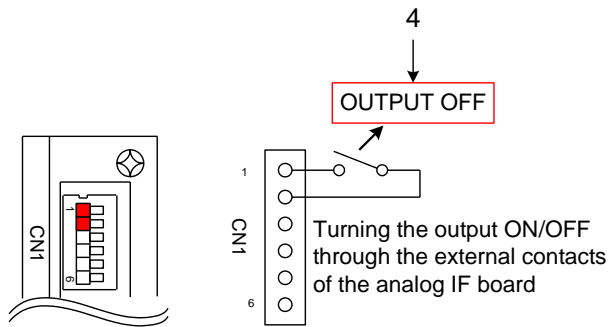 4
OUTPUT OFF
1
6
CN1
1
6
CN1
Turning the output ON/OFF
through the external contacts
of the analog IF board